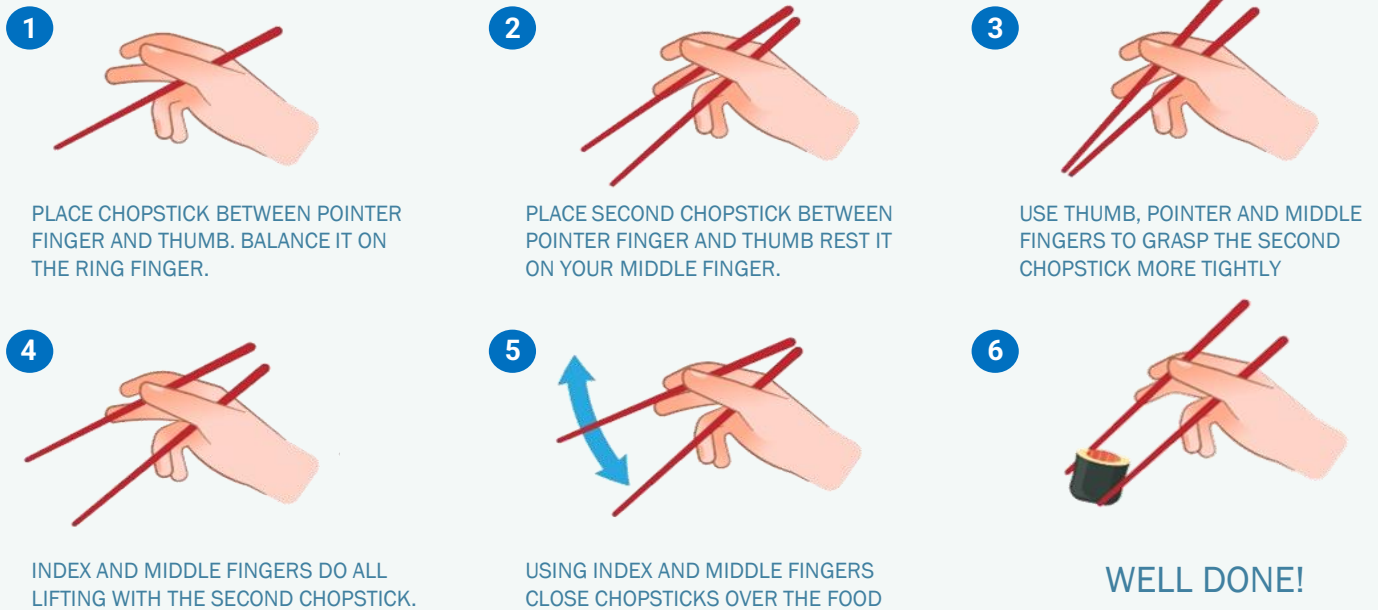 1
PLACE CHOPSTICK BETWEEN POINTER
FINGER AND THUMB. BALANCE IT ON
THE RING FINGER.
2
PLACE SECOND CHOPSTICK BETWEEN
POINTER FINGER AND THUMB REST IT
ON YOUR MIDDLE FINGER.
3
USE THUMB, POINTER AND MIDDLE
FINGERS TO GRASP THE SECOND
CHOPSTICK MORE TIGHTLY
4
INDEX AND MIDDLE FINGERS DO ALL
LIFTING WITH THE SECOND CHOPSTICK.
5
USING INDEX AND MIDDLE FINGERS
CLOSE CHOPSTICKS OVER THE FOOD
6
WELL DONE!